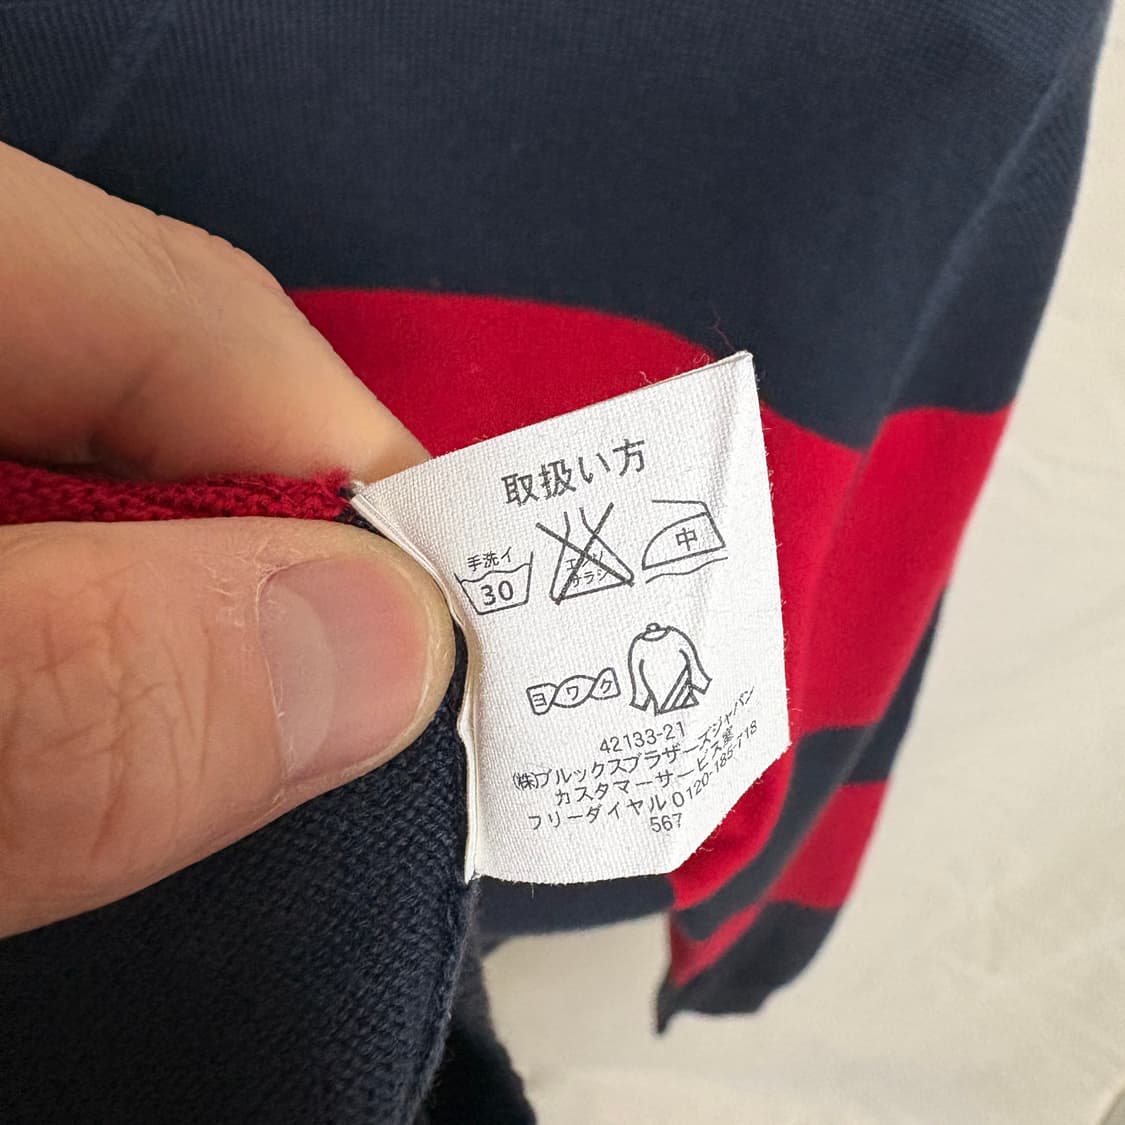 取扱い方
手洗イ
30
エンソ
サラシ
中
ヨワク
42133-21
(株)ブルックスブラザーズジャパン
カスタマーサービス室
フリーダイヤル0120-185-718
567